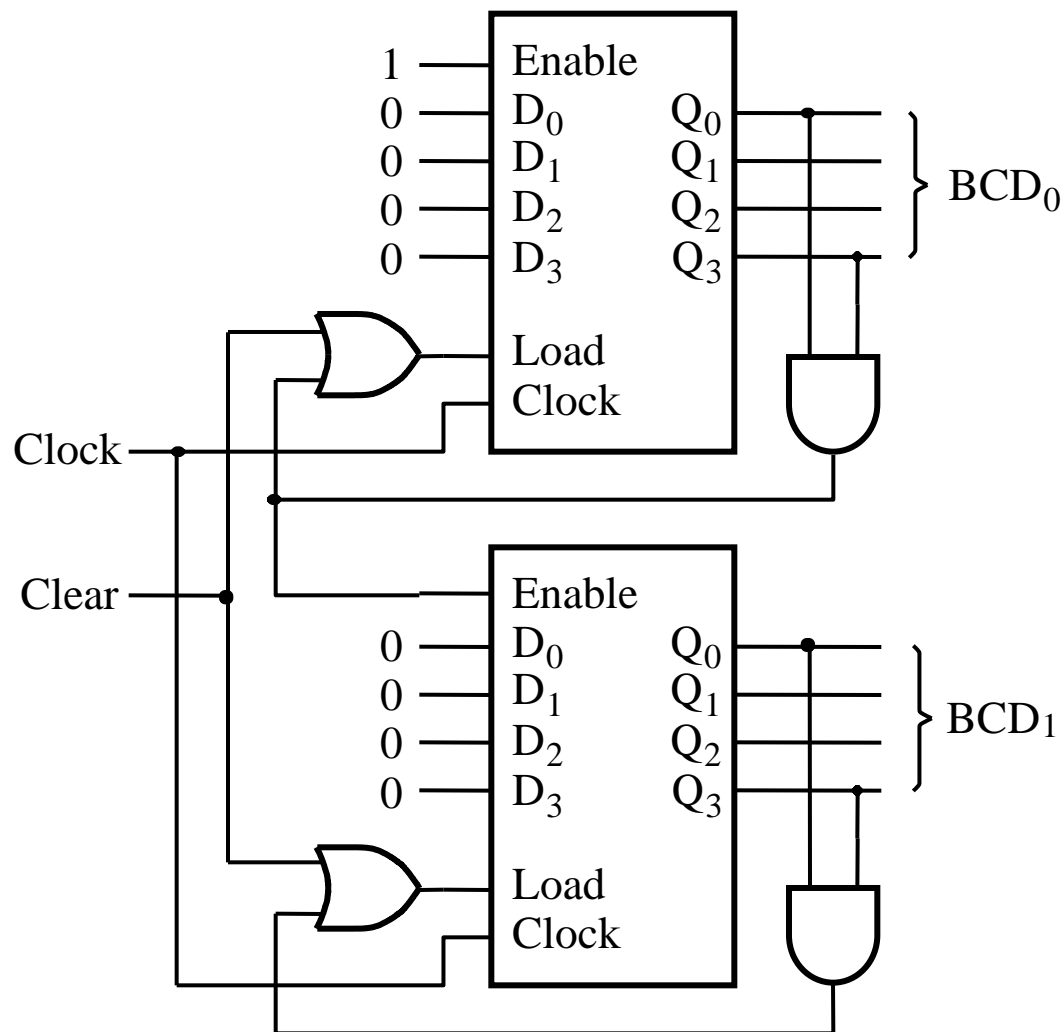 1 Enable
0 D0 Q0
0 D1 Q1
0 D2 Q2
0 D3 Q3
BCD0
Load
Clock
Clock
Clear
Enable
0 D0 Q0
0 D1 Q1
0 D2 Q2
0 D3 Q3
BCD1
Load
Clock